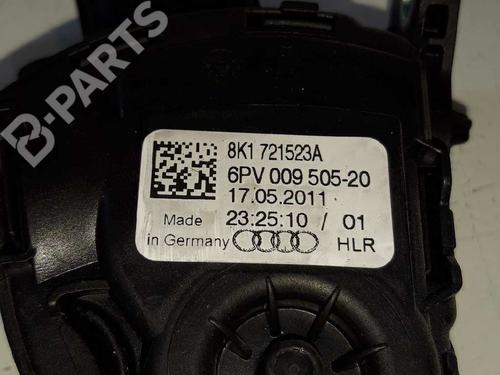 B-PARTS
8K1 721523A
6PV 009 505-20
17.05.2011
Made 23:25:10 / 01
in Germany HLR